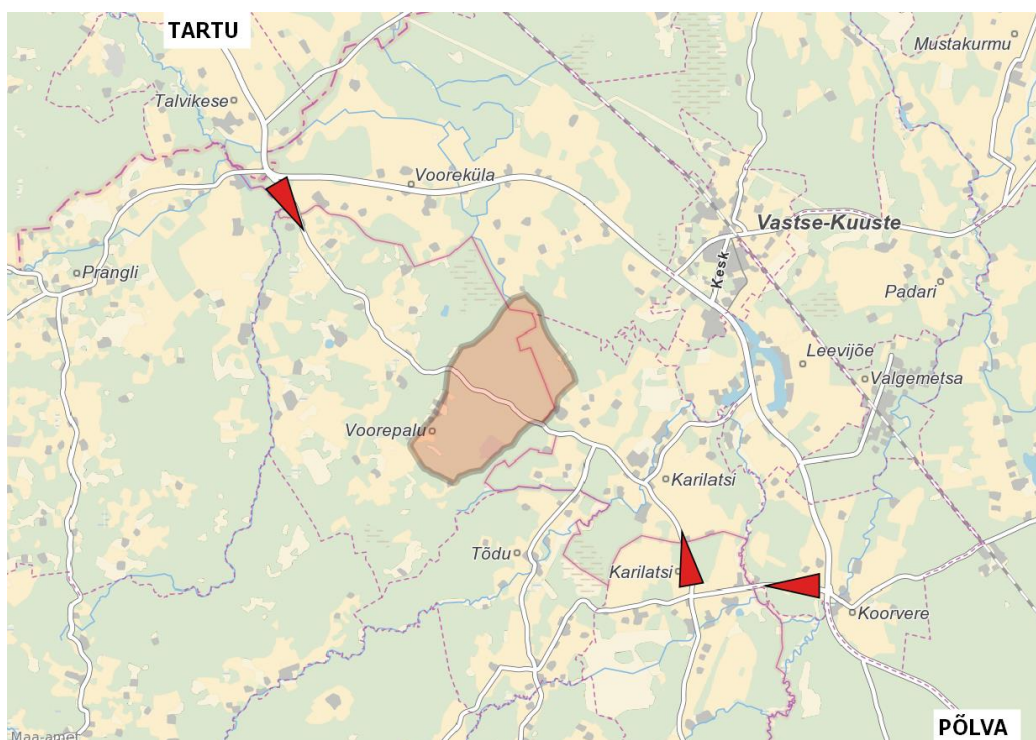 TARTU
Mustakurmu
Talvikese
Vooreküla
Vastse-Kuuste
Kesk
Prangli
Padari
Leevijõe
Valgemetsa
Voorepalu
Karilatsi
Tõdu
Karilatsi
Koorvere
PÕLVA
Maa-amet